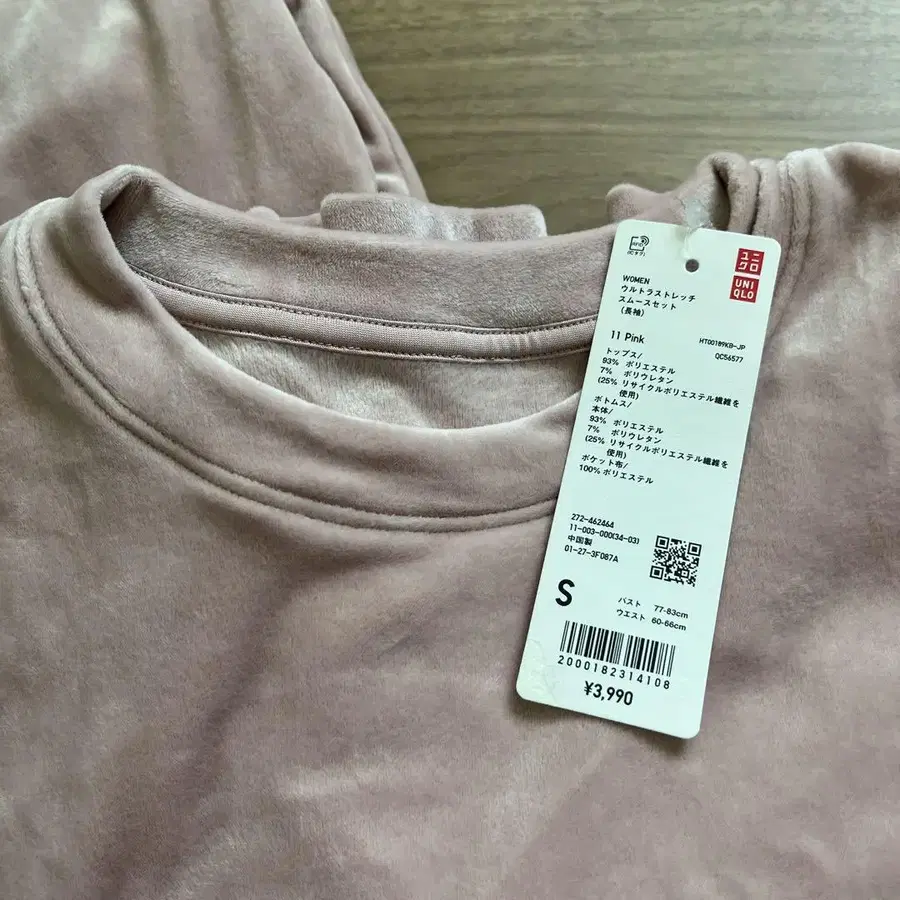 RFID
(ICタグ)
ユニ
クロ
UNI
QLO
WOMEN
ウルトラストレッチ
スムースセット
(長袖)
11 Pink
HT00189KB-JP
QC56577
トップス/
93% ポリエステル
7% ポリウレタン
(25% リサイクルポリエステル繊維を
使用)
ボトムス/
本体/
93% ポリエステル
7% ポリウレタン
(25% リサイクルポリエステル繊維を
使用)
ポケット布/
100% ポリエステル
272-462464
11-003-000(34-03)
中国製
01-27-3F087A
S
バスト 77-83cm
ウエスト 60-66cm
2000182314108
¥3,990